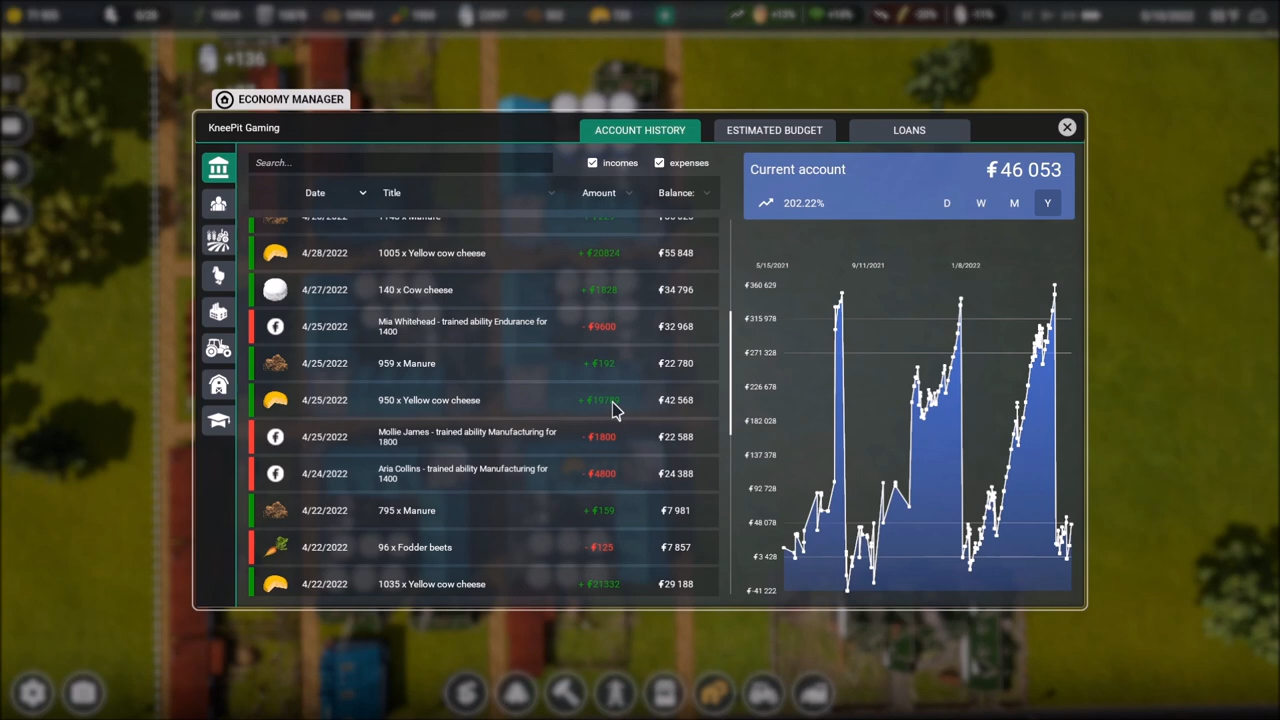 +136
ECONOMY MANAGER
KneePit Gaming
ACCOUNT HISTORY
ESTIMATED BUDGET
LOANS
Search...
incomes
expenses
Date Title Amount Balance:
4/28/2022 1005 x Yellow cow cheese + ₣20824 ₣55 848
4/27/2022 140 x Cow cheese + ₣1828 ₣34 796
4/25/2022 Mia Whitehead - trained ability Endurance for
1400 - ₣9600 ₣32 968
4/25/2022 959 x Manure + ₣192 ₣22 780
4/25/2022 950 x Yellow cow cheese ₣42 568
4/25/2022 Mollie James - trained ability Manufacturing for
1800 - ₣1800 ₣22 588
4/24/2022 Aria Collins - trained ability Manufacturing for
1400 - ₣4800 ₣24 388
4/22/2022 795 x Manure + ₣159 ₣7 981
4/22/2022 96 x Fodder beets - ₣125 ₣7 857
4/22/2022 1035 x Yellow cow cheese + ₣21332 ₣29 188
Current account ₣46 053
202.22% D W M Y
5/15/2021 9/11/2021 1/8/2022
₣360 629
₣315 978
₣271 328
₣226 678
₣182 028
₣137 378
₣92 728
₣48 078
₣3 428
₣-41 222